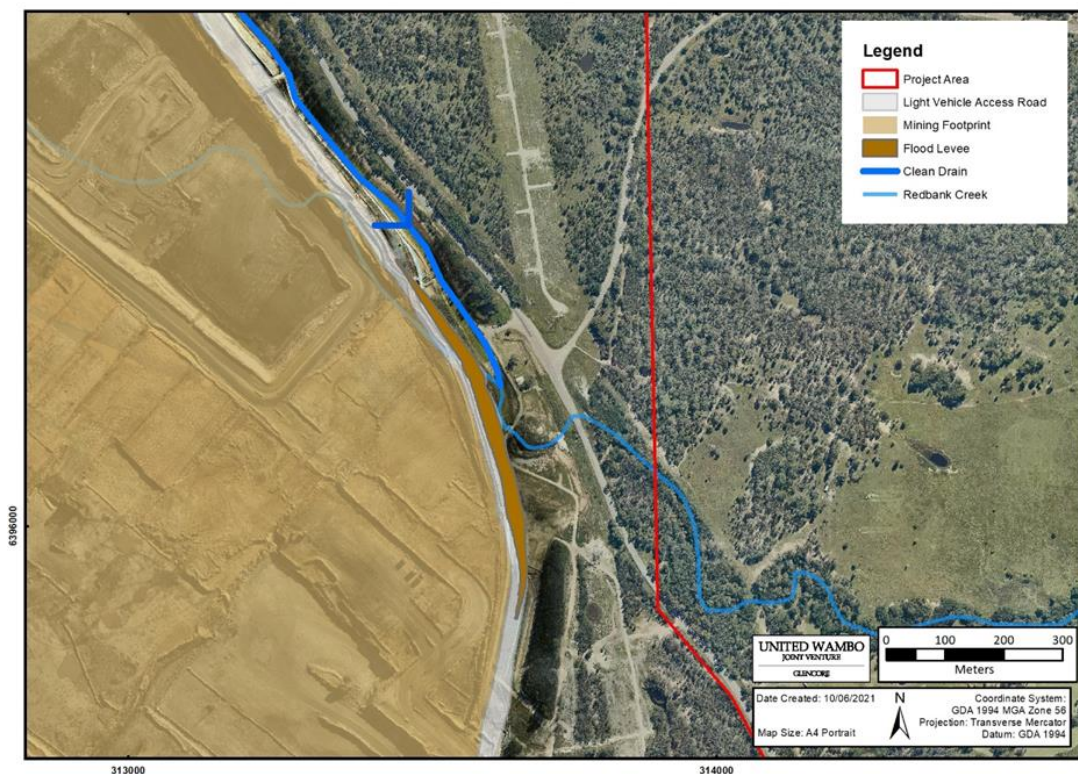 Legend
Project Area
Light Vehicle Access Road
Mining Footprint
Flood Levee
Clean Drain
Redbank Creek
6396000
UNITED WAMBO
JOINT VENTURE
GLENCORE
0 100 200 300
Meters
Date Created: 10/06/2021
Map Size: A4 Portrait
N
Coordinate System:
GDA 1994 MGA Zone 56
Projection: Transverse Mercator
Datum: GDA 1994
313000
314000